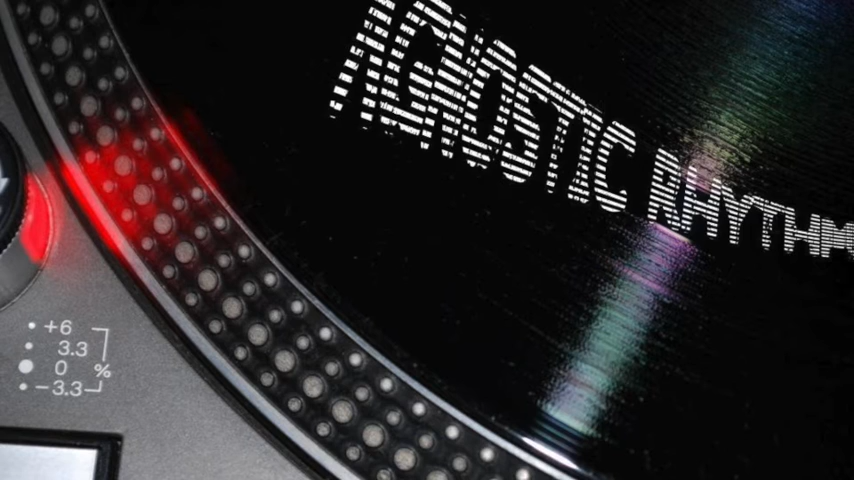 AGNOSTIC RHYTHM
+6
3.3
0 %
-3.3